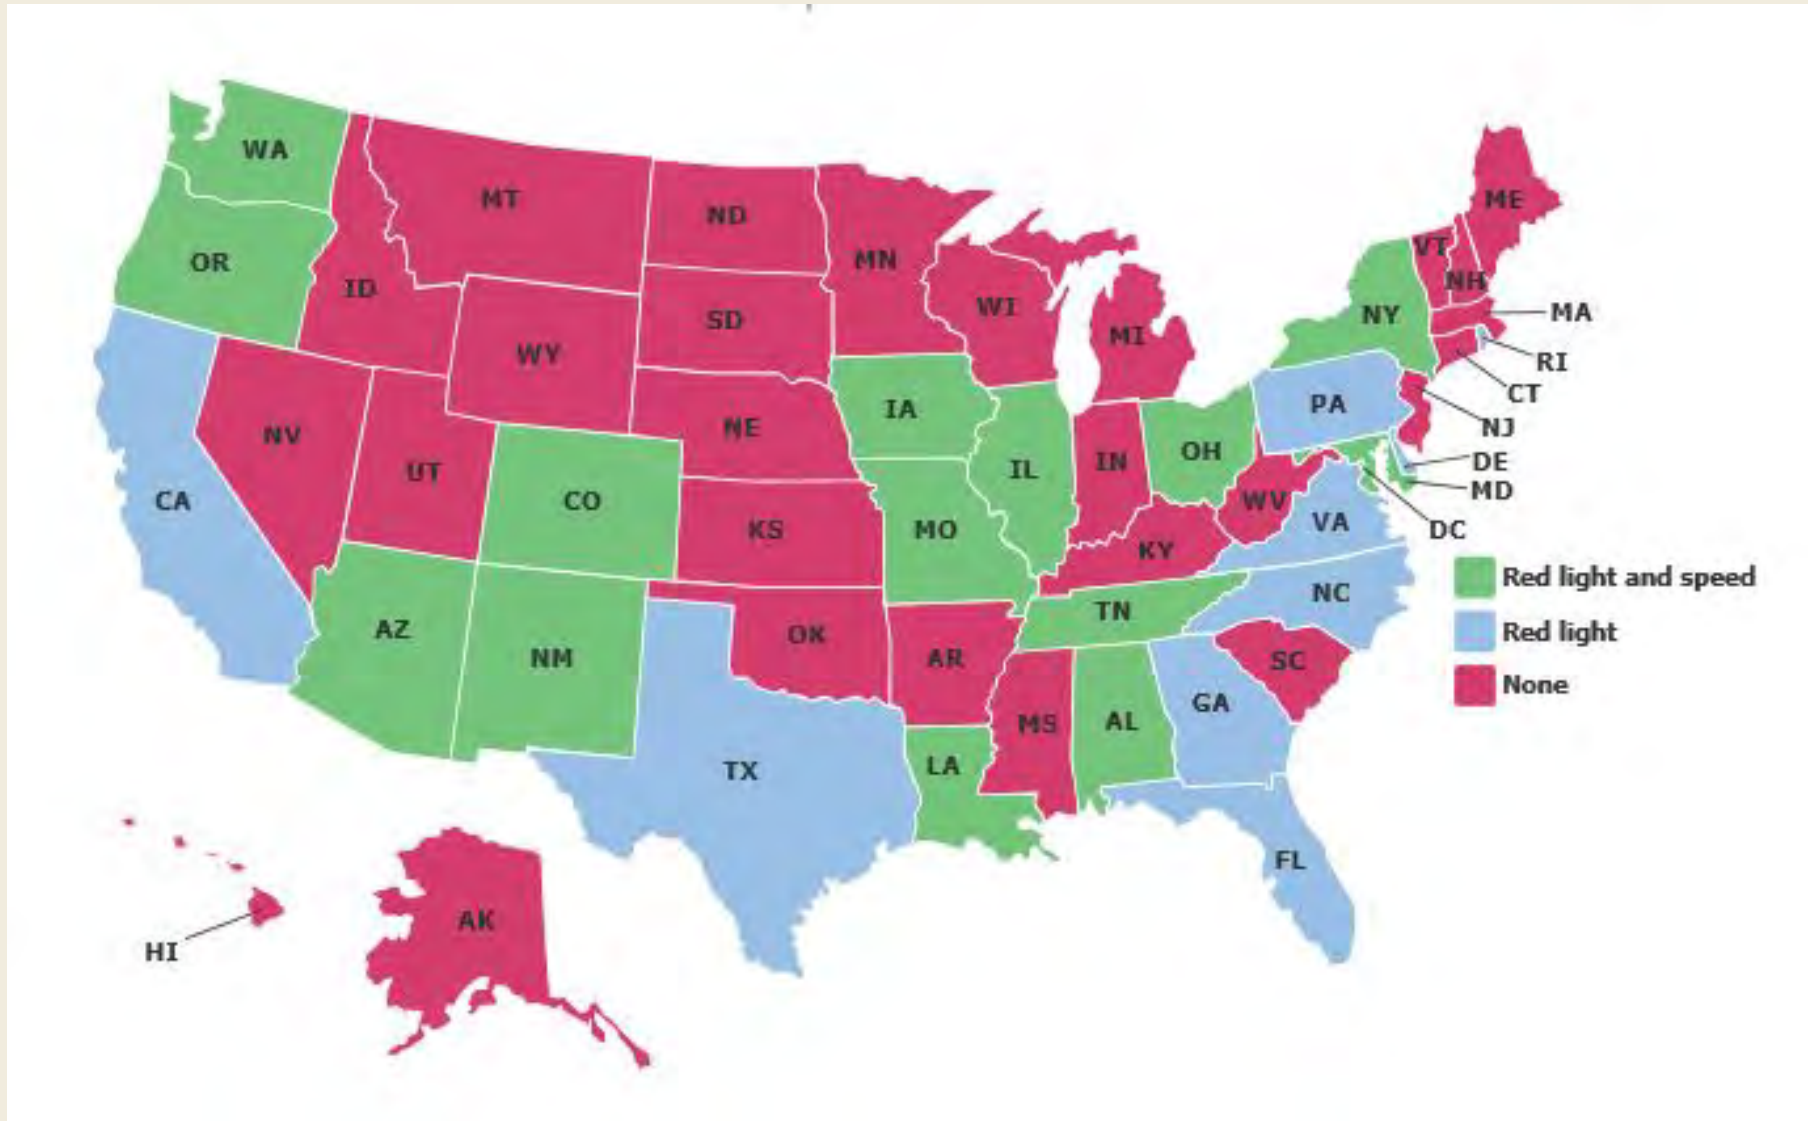 WA
MT
ND
MN
ME
VT
NH
OR
ID
SD
WI
MI
NY
MA
RI
WY
CT
IA
PA
NJ
NV
NE
UT
IL
IN
OH
DE
MD
CA
CO
KS
MO
WV
VA
DC
KY
Red light and speed
AZ
NM
OK
AR
TN
NC
Red light
SC
None
TX
LA
MS
AL
GA
FL
HI
AK